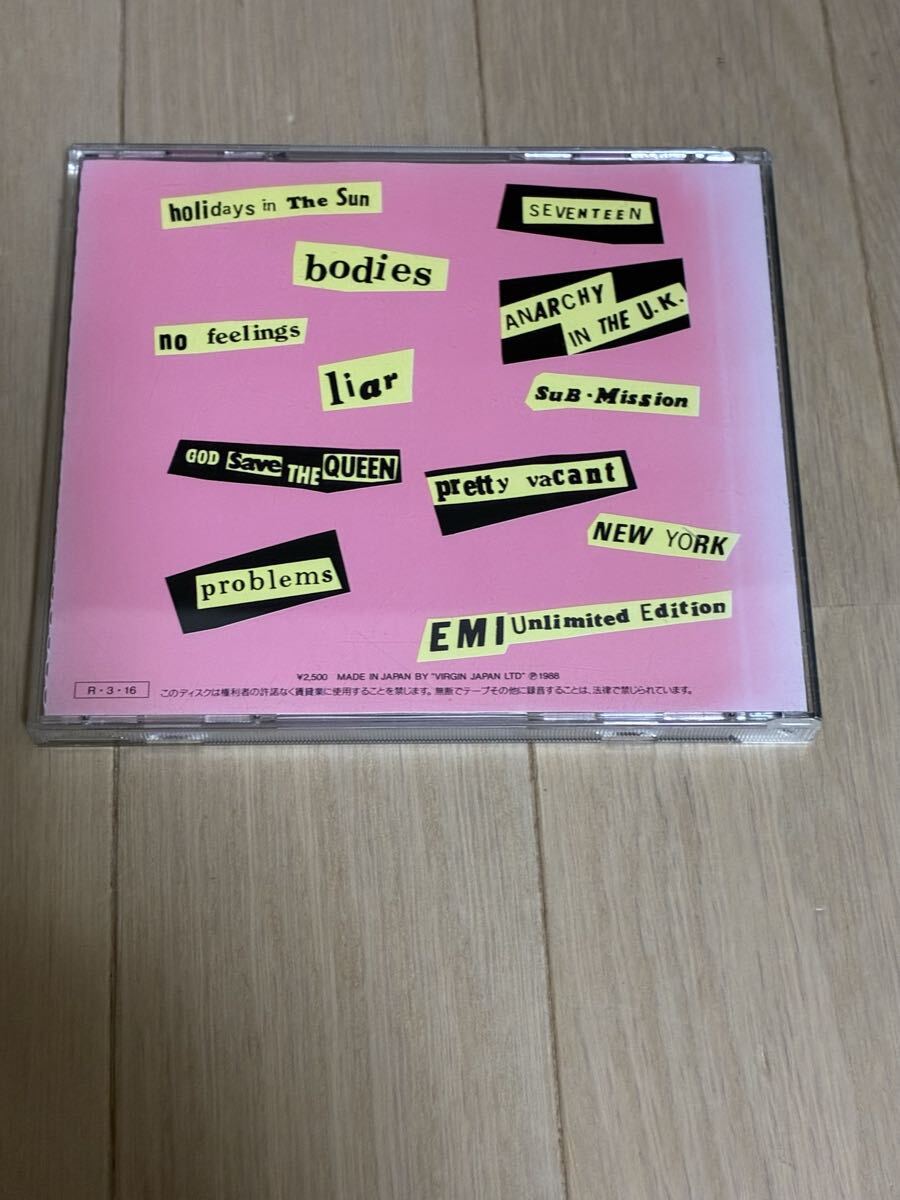 holidays in The Sun
bodies
no feelings
liar
GOD Save THE QUEEN
problems
SEVENTEEN
ANARCHY
IN THE U.K.
SuB·Mission
pretty vacant
NEW YORK
EMI Unlimited Edition
¥2,500 MADE IN JAPAN BY "VIRGIN JAPAN LTD" ℗1988
R・3・16
このディスクは権利者の許諾なく賃貸業に使用することを禁じます。無断でテープその他に録音することは、法律で禁じられています。